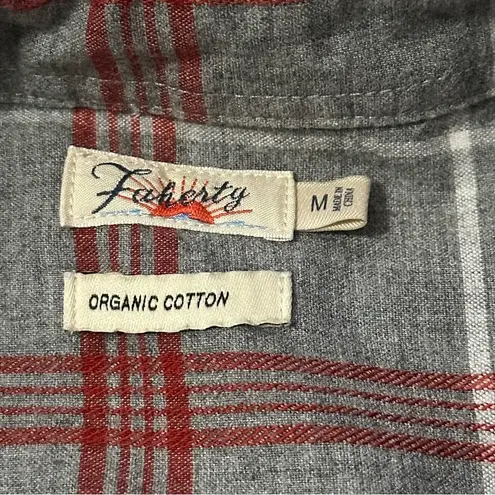 Faherty
M
MADE IN
CHINA
ORGANIC COTTON